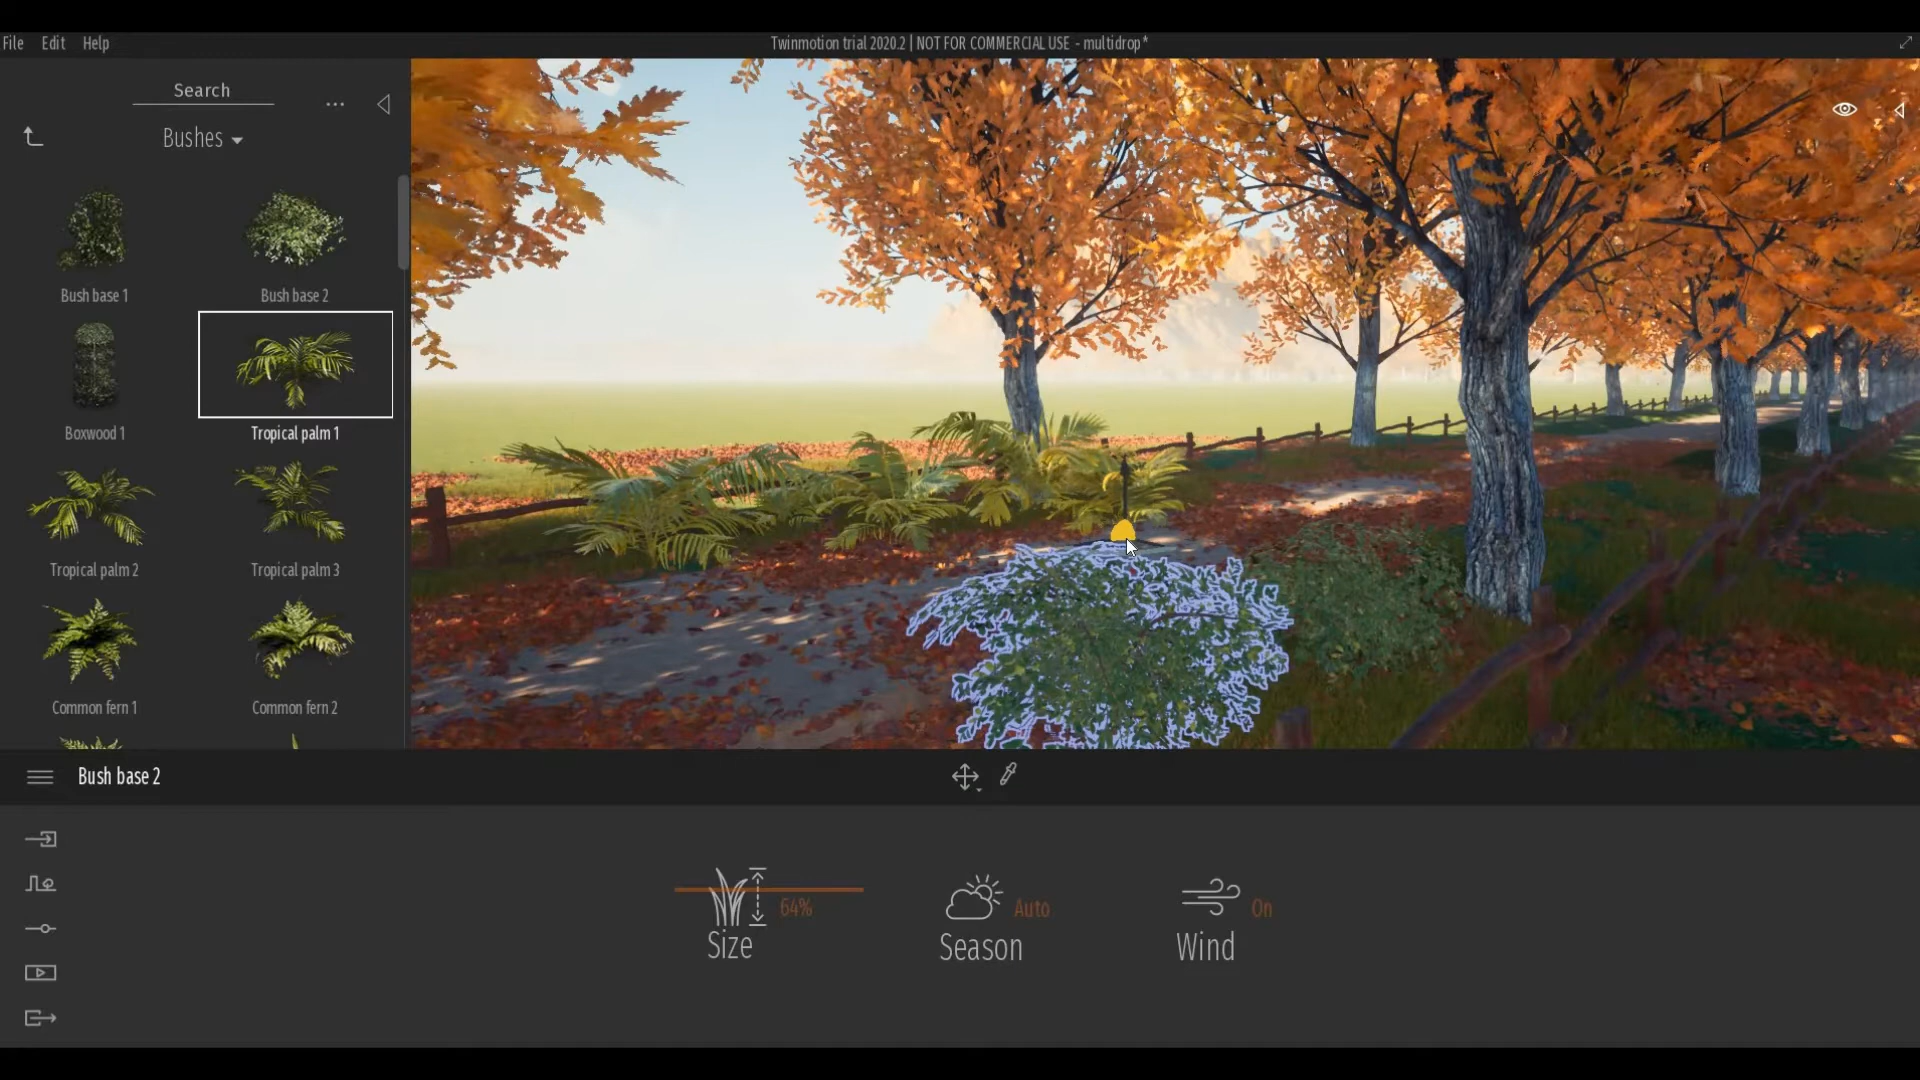 File Edit Help
Twinmotion trial 2020.2 | NOT FOR COMMERCIAL USE - multidrop*
Search
...
Bushes
Bush base 1
Bush base 2
Boxwood 1
Tropical palm 1
Tropical palm 2
Tropical palm 3
Common fern 1
Common fern 2
Bush base 2
64%
Size
Auto
Season
On
Wind